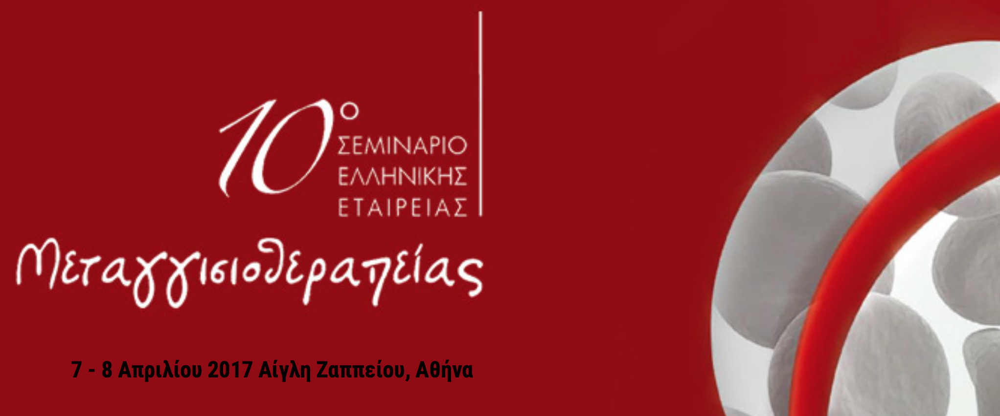 10ο
ΣΕΜΙΝΑΡΙΟ
ΕΛΛΗΝΙΚΗΣ
ΕΤΑΙΡΕΙΑΣ
Μεταγγισιοθεραπείας
7 - 8 Απριλίου 2017 Αίγλη Ζαππείου, Αθήνα